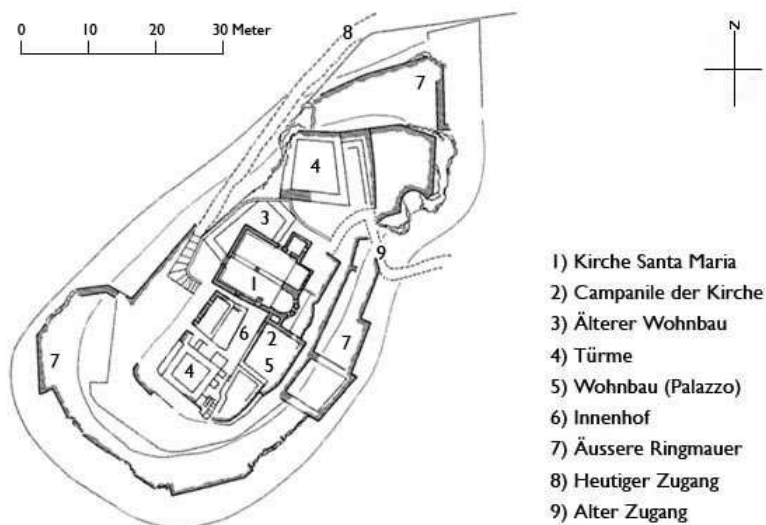 0 10 20 30 Meter
N
8
7
4
3
9
1
2
6
7
7
4
5
1) Kirche Santa Maria
2) Campanile der Kirche
3) Älterer Wohnbau
4) Türme
5) Wohnbau (Palazzo)
6) Innenhof
7) Äussere Ringmauer
8) Heutiger Zugang
9) Alter Zugang